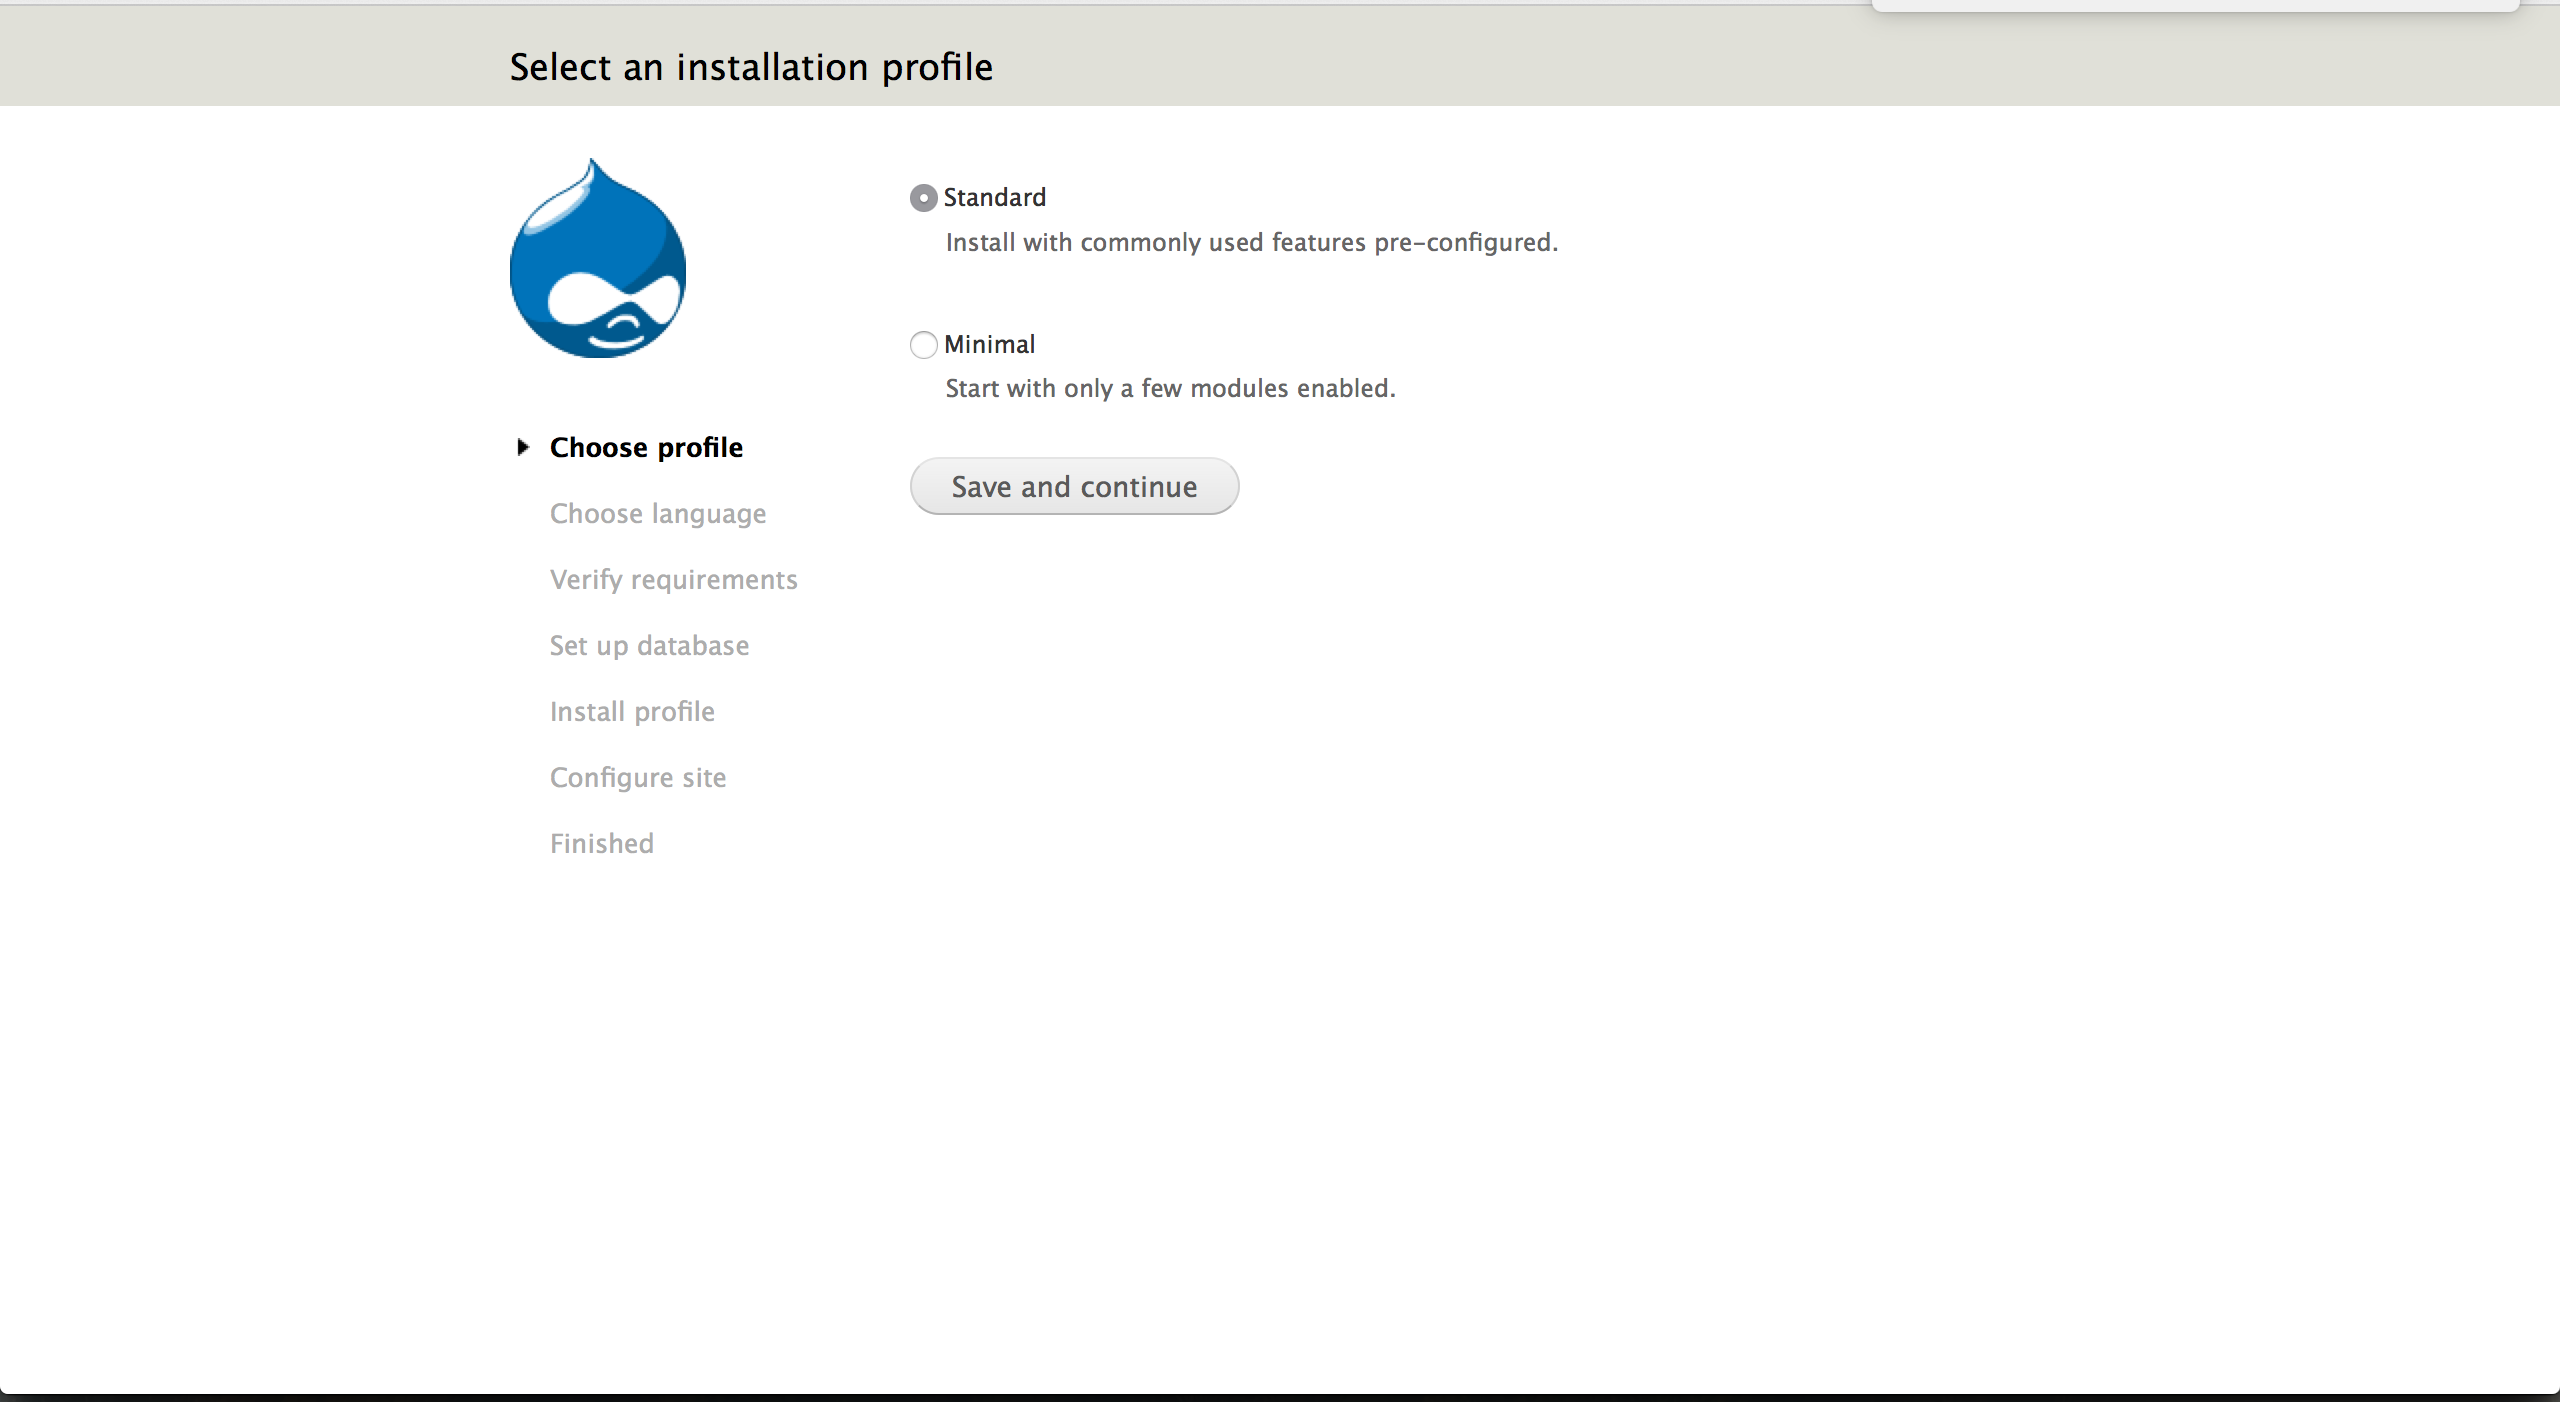 Select an installation profile
Standard
Install with commonly used features pre-configured.
Minimal
Start with only a few modules enabled.
Save and continue
Choose profile
Choose language
Verify requirements
Set up database
Install profile
Configure site
Finished